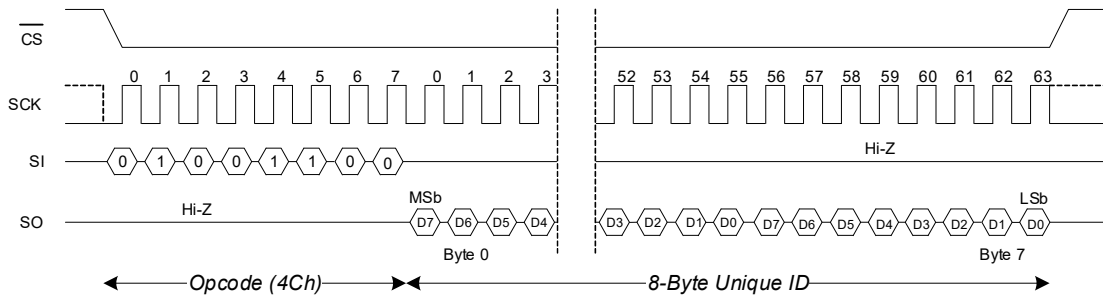 CS
0 1 2 3 4 5 6 7 0 1 2 3 52 53 54 55 56 57 58 59 60 61 62 63
SCK
Hi-Z
SI 0 1 0 0 1 1 0 0
MSb LSb
Hi-Z
SO D7 D6 D5 D4 D3 D2 D1 D0 D7 D6 D5 D4 D3 D2 D1 D0
Byte 0 Byte 7
Opcode (4Ch) 8-Byte Unique ID